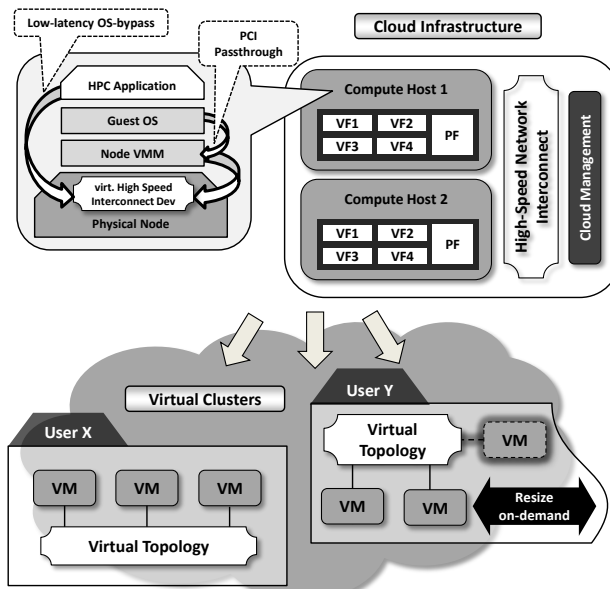 Low-latency OS-bypass
PCI
Passthrough
HPC Application
Guest OS
Node VMM
virt. High Speed
Interconnect Dev
Physical Node
Cloud Infrastructure
Compute Host 1
VF1 VF2
PF
VF3 VF4
Compute Host 2
VF1 VF2
PF
VF3 VF4
High-Speed Network
Interconnect
Cloud Management
Virtual Clusters
User X
VM VM VM
Virtual Topology
User Y
Virtual
Topology
VM
VM VM
Resize
on-demand